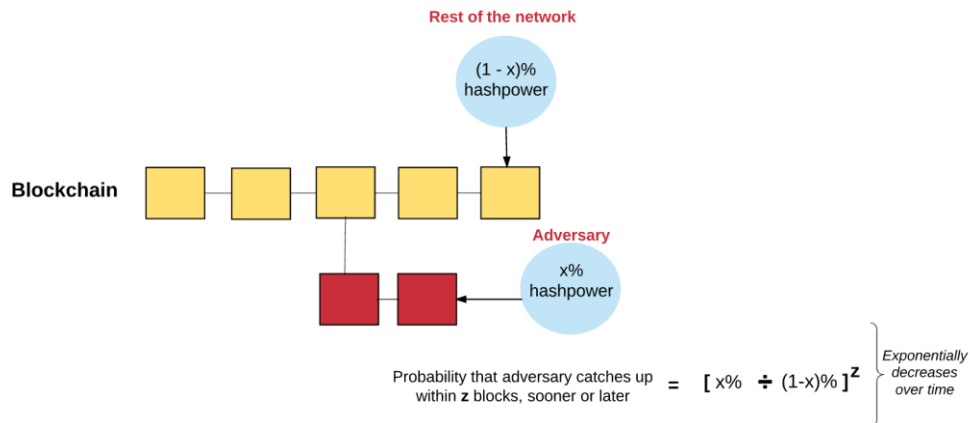 Rest of the network
(1 - x)%
hashpower
Blockchain
Adversary
x%
hashpower
Probability that adversary catches up
within z blocks, sooner or later
= [ x% ÷ (1-x)% ]^z
Exponentially
decreases
over time